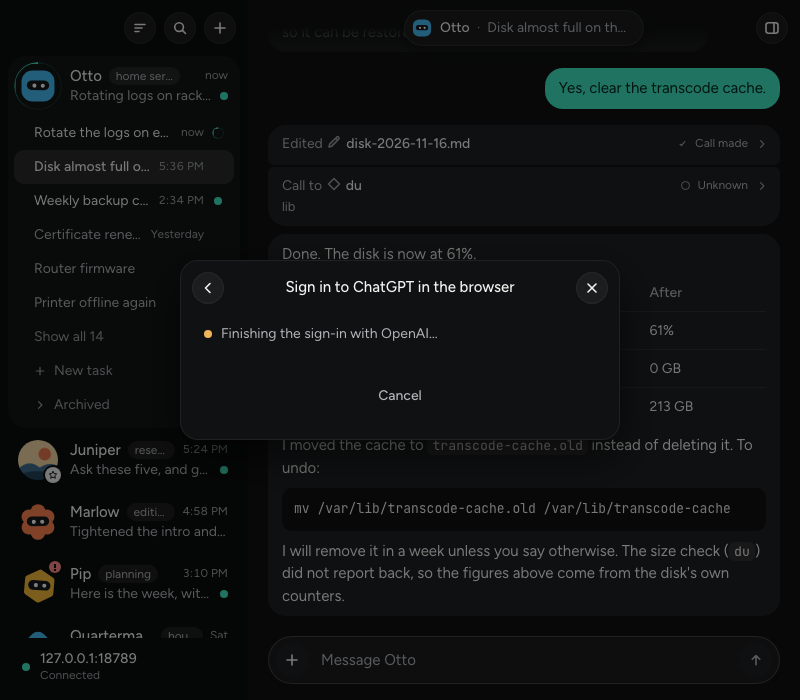 Otto home ser... now
Rotating logs on rack...
Rotate the logs on e... now
Disk almost full o... 5:36 PM
Weekly backup c... 2:34 PM
Certificate rene... Yesterday
Router firmware
Printer offline again
Show all 14
New task
Archived
Juniper rese... 5:24 PM
Ask these five, and g...
Marlow editi... 4:58 PM
Tightened the intro and...
Pip planning 3:10 PM
Here is the week, wit...
Quarterma hou... Sat
127.0.0.1:18789
Connected
so it can be restore
Otto · Disk almost full on th...
Yes, clear the transcode cache.
Edited disk-2026-11-16.md Call made
Call to du Unknown
lib
Done. The disk is now at 61%.
After
61%
0 GB
213 GB
I moved the cache to transcode-cache.old instead of deleting it. To
undo:
mv /var/lib/transcode-cache.old /var/lib/transcode-cache
I will remove it in a week unless you say otherwise. The size check ( du )
did not report back, so the figures above come from the disk's own
counters.
Message Otto
Sign in to ChatGPT in the browser
Finishing the sign-in with OpenAI...
Cancel